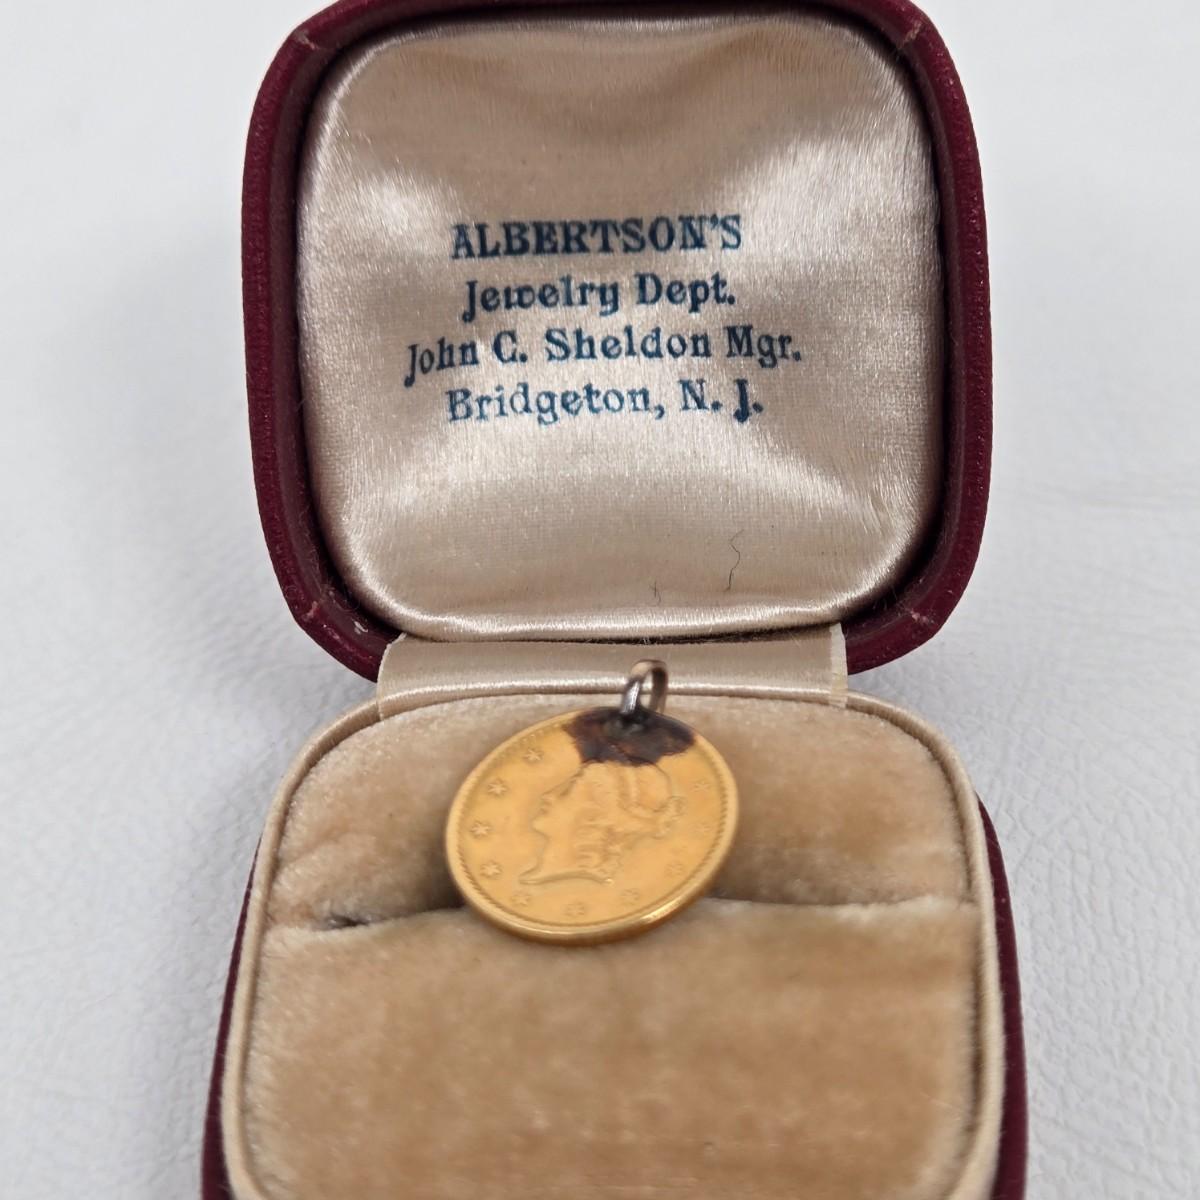 ALBERTSON'S
Jewelry Dept.
John C. Sheldon Mgr.
Bridgeton, N. J.